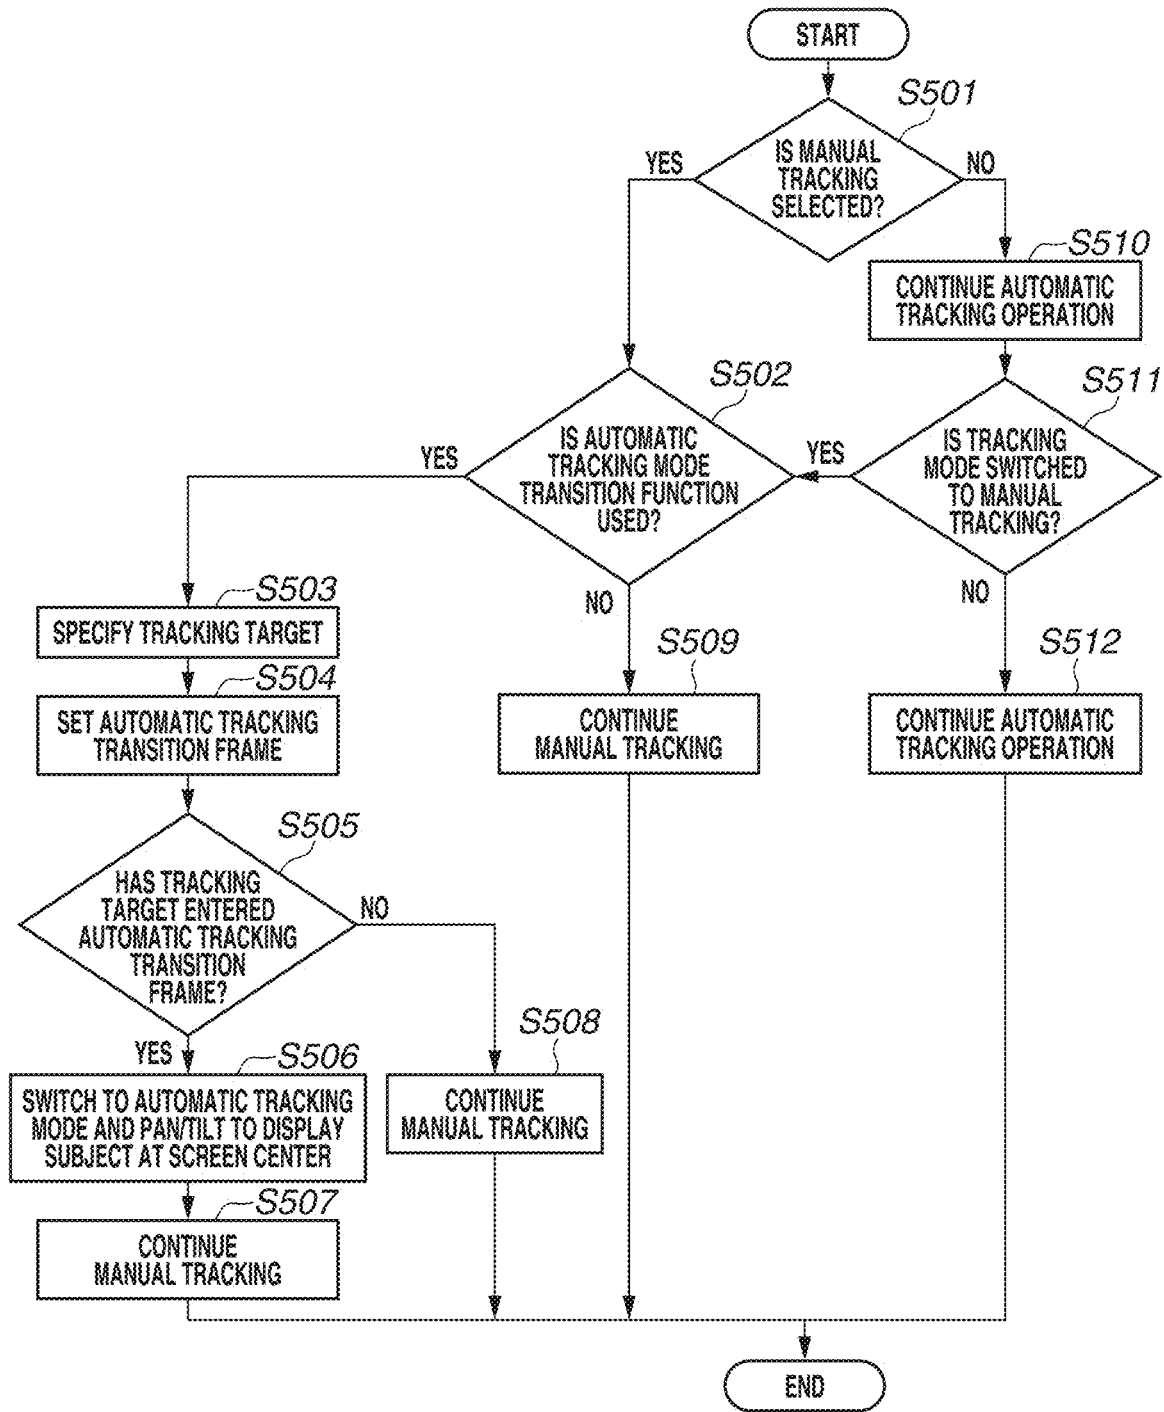 START
S501
IS MANUAL
TRACKING
SELECTED?
YES
NO
S510
CONTINUE AUTOMATIC
TRACKING OPERATION
S502
IS AUTOMATIC
TRACKING MODE
TRANSITION FUNCTION
USED?
YES
NO
S511
IS TRACKING
MODE SWITCHED
TO MANUAL
TRACKING?
YES
NO
S503
SPECIFY TRACKING TARGET
S504
SET AUTOMATIC TRACKING
TRANSITION FRAME
S509
CONTINUE
MANUAL TRACKING
S512
CONTINUE AUTOMATIC
TRACKING OPERATION
S505
HAS TRACKING
TARGET ENTERED
AUTOMATIC TRACKING
TRANSITION
FRAME?
NO
YES
S506
SWITCH TO AUTOMATIC TRACKING
MODE AND PAN/TILT TO DISPLAY
SUBJECT AT SCREEN CENTER
S508
CONTINUE
MANUAL TRACKING
S507
CONTINUE
MANUAL TRACKING
END